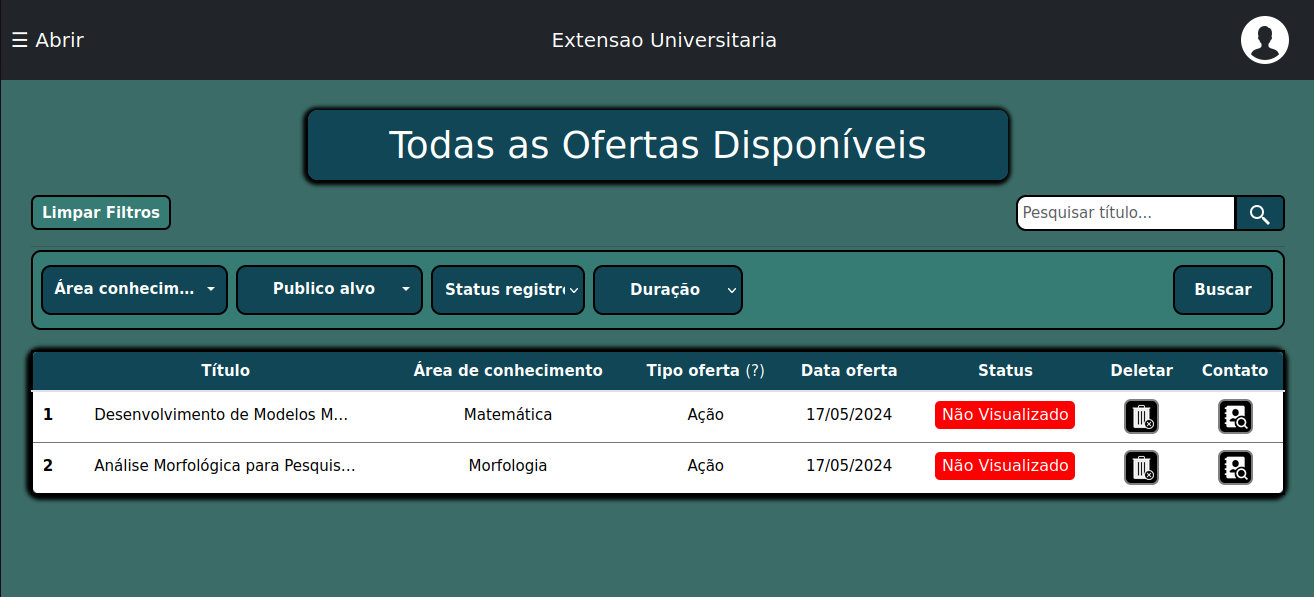 ☰ Abrir
Extensao Universitaria
Todas as Ofertas Disponíveis
Limpar Filtros
Pesquisar título...
Área conhecim...
Publico alvo
Status registr
Duração
Buscar
Título Área de conhecimento Tipo oferta (?) Data oferta Status Deletar Contato
1 Desenvolvimento de Modelos M... Matemática Ação 17/05/2024 Não Visualizado
2 Análise Morfológica para Pesquis... Morfologia Ação 17/05/2024 Não Visualizado